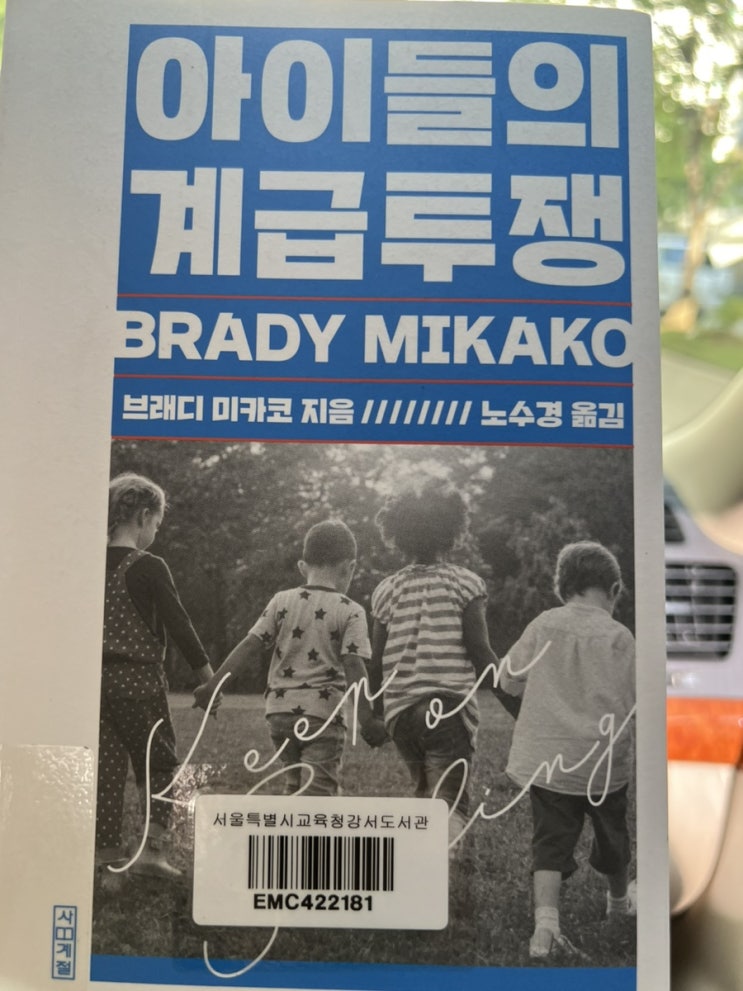 아이들의
계급투쟁
BRADY MIKAKO
브래디 미카코 지음 ///////// 노수경 옮김
Keep on
ling
서울특별시교육청강서도서관
EMC422181
사계절